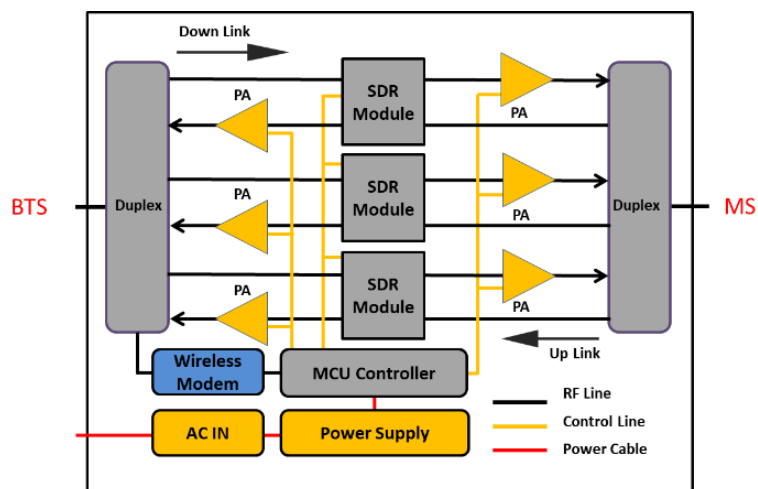 Down Link
PA
SDR
Module
PA
BTS
Duplex
PA
SDR
Module
PA
Duplex
MS
PA
SDR
Module
PA
Up Link
Wireless
Modem
MCU Controller
AC IN
Power Supply
RF Line
Control Line
Power Cable